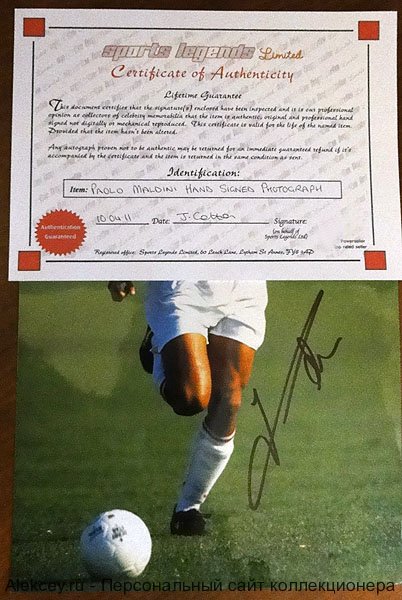 sports legends Limited
Certificate of Authenticity
Lifetime Guarantee
This document certifies that the signature(s) enclosed have been inspected and it is our professional
opinion as collectors of celebrity memorabilia that the item is authentic, original and professional hand
signed not digitally or mechanical reproduced. This certificate is valid for the life of the named item.
Provided that the item hasn't been altered.
Any autograph proven not to be authentic, may be returned for an immediate guaranteed refund if it's
accompanied by the certificate and the item is returned in the same condition as sent.
Identification:
Item: PAOLO MALDINI HAND SIGNED PHOTOGRAPH
10.04.11 Date: Signature:
(on behalf of
Sports Legends Ltd)
Authentication
Guaranteed
Powerseller
top rated seller
Registered office: Sports Legends Limited, 60 Leach Lane, Lytham St Annes, FY8 3AP
Alekcey.ru - Персональный сайт коллекционера